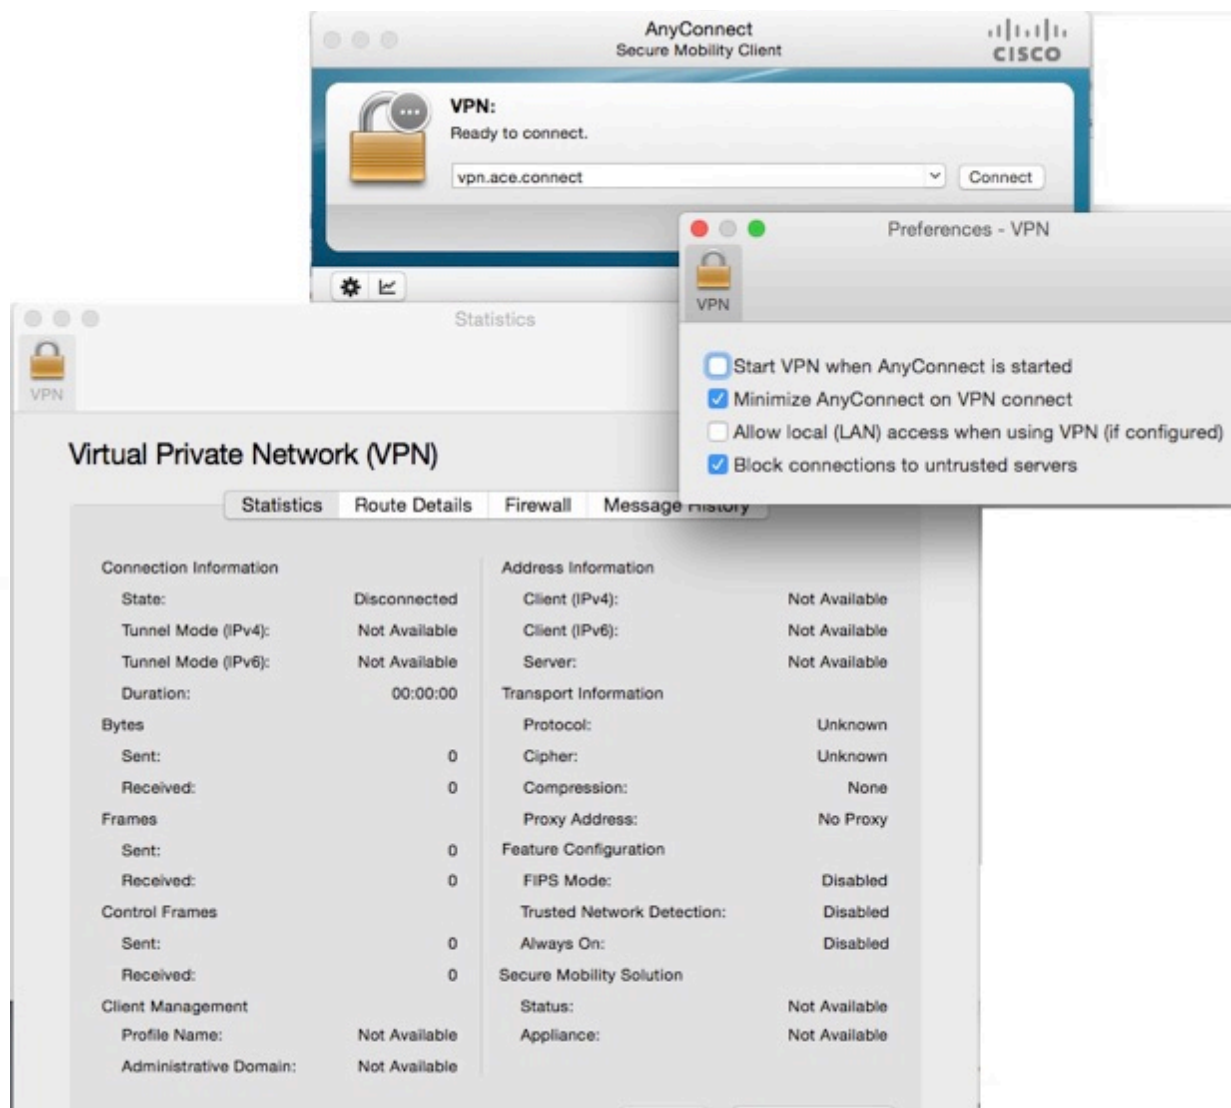 AnyConnect
Secure Mobility Client
CISCO
VPN:
Ready to connect.
vpn.ace.connect
Connect
Preferences - VPN
VPN
Start VPN when AnyConnect is started
Minimize AnyConnect on VPN connect
Allow local (LAN) access when using VPN (if configured)
Block connections to untrusted servers
Statistics
VPN
Virtual Private Network (VPN)
Statistics Route Details Firewall Message History
Connection Information
State: Disconnected
Tunnel Mode (IPv4): Not Available
Tunnel Mode (IPv6): Not Available
Duration: 00:00:00
Bytes
Sent: 0
Received: 0
Frames
Sent: 0
Received: 0
Control Frames
Sent: 0
Received: 0
Client Management
Profile Name: Not Available
Administrative Domain: Not Available
Address Information
Client (IPv4): Not Available
Client (IPv6): Not Available
Server: Not Available
Transport Information
Protocol: Unknown
Cipher: Unknown
Compression: None
Proxy Address: No Proxy
Feature Configuration
FIPS Mode: Disabled
Trusted Network Detection: Disabled
Always On: Disabled
Secure Mobility Solution
Status: Not Available
Appliance: Not Available